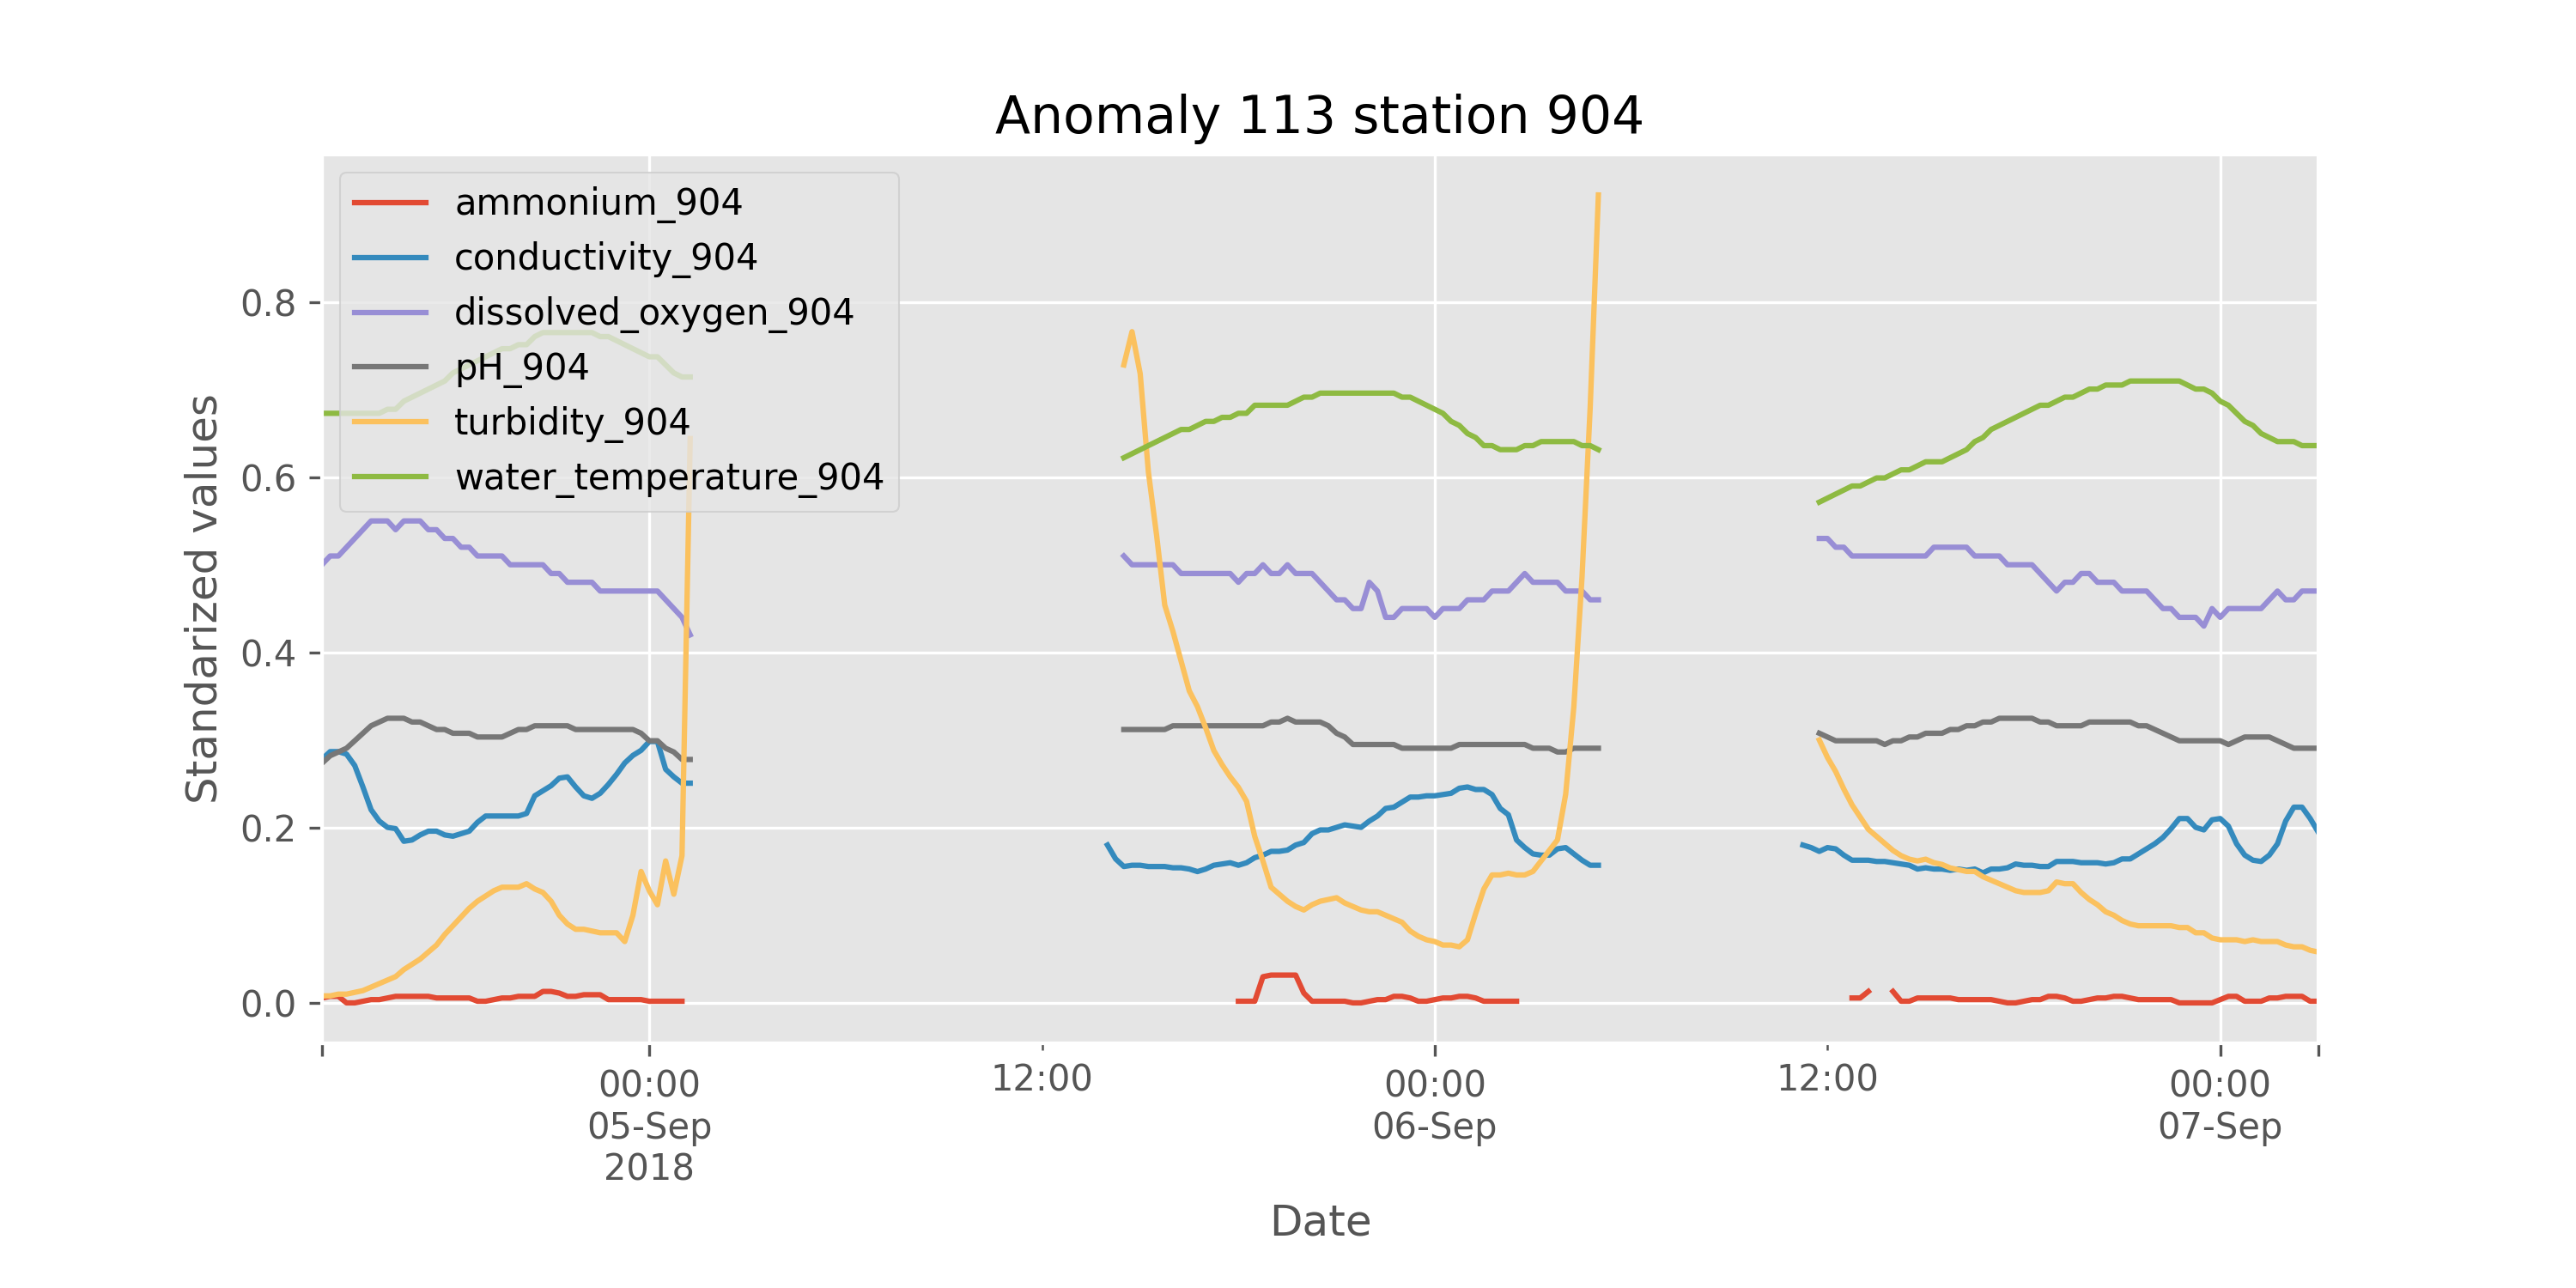 Anomaly 113 station 904
ammonium_904
conductivity_904
dissolved_oxygen_904
pH_904
turbidity_904
water_temperature_904
Standarized values
0.8
0.6
0.4
0.2
0.0
00:00
05-Sep
2018
12:00
00:00
06-Sep
12:00
00:00
07-Sep
Date